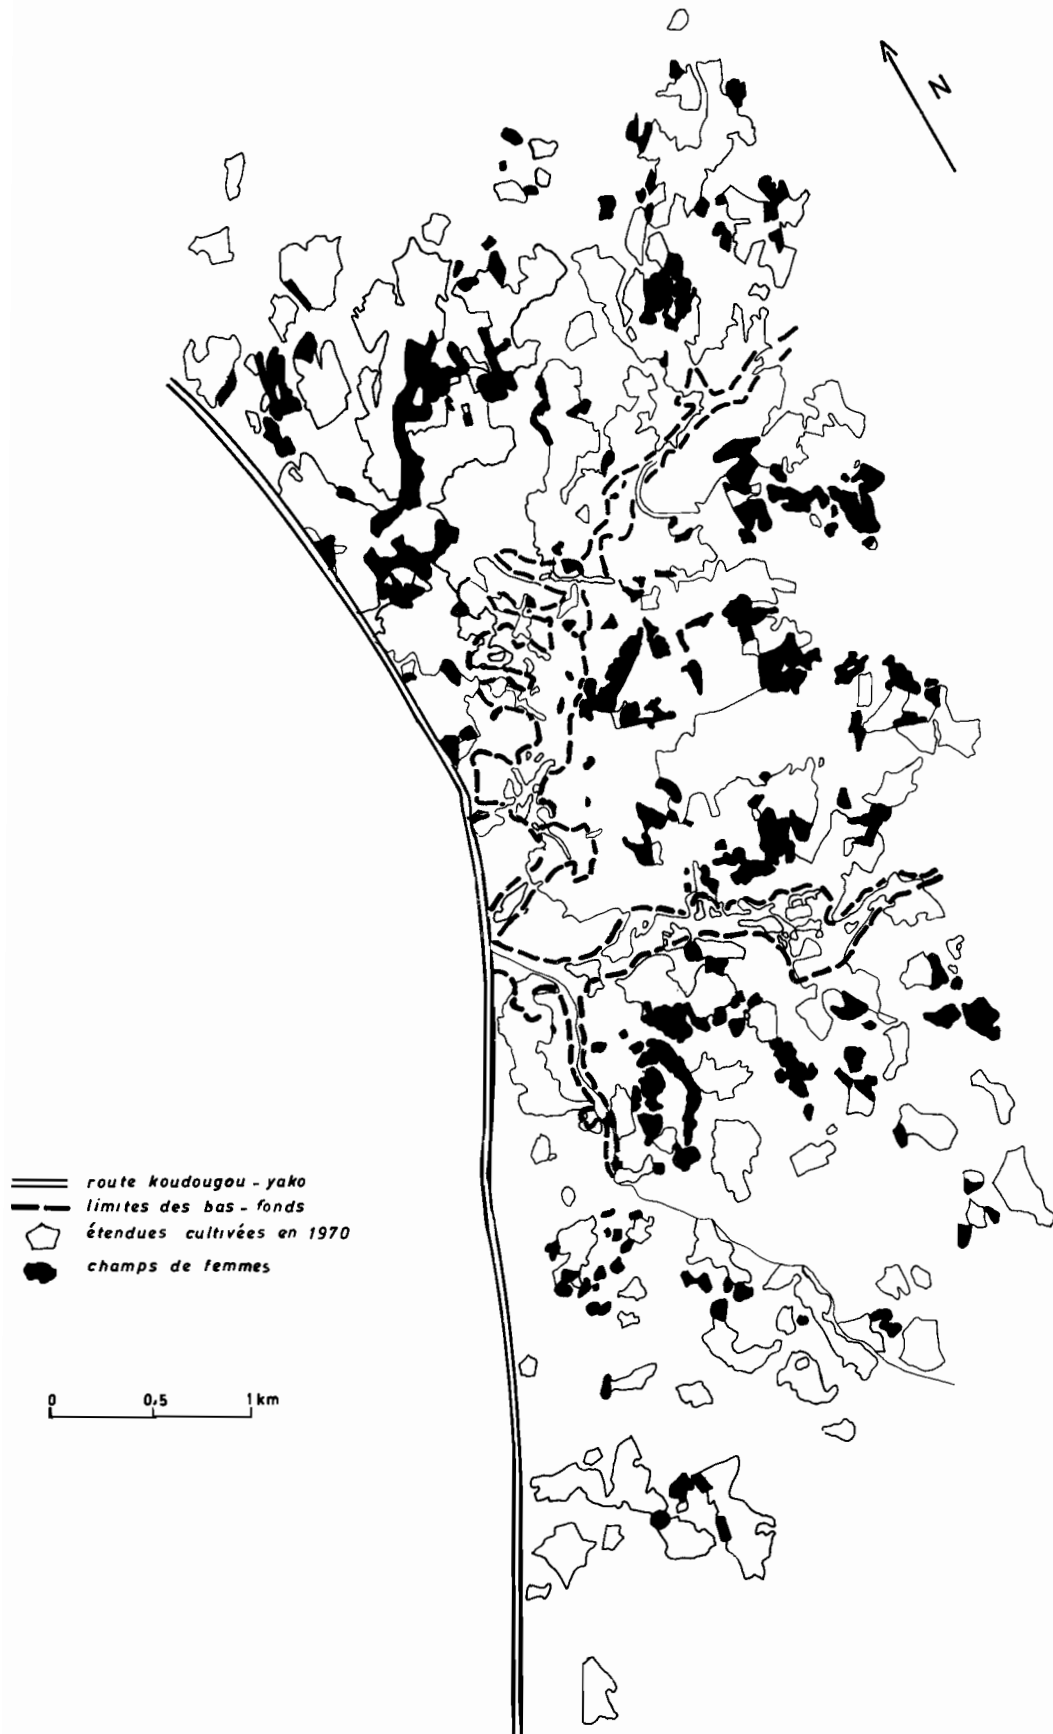 N
route koudougou - yako
limites des bas - fonds
étendues cultivées en 1970
champs de femmes
0 0,5 1 km